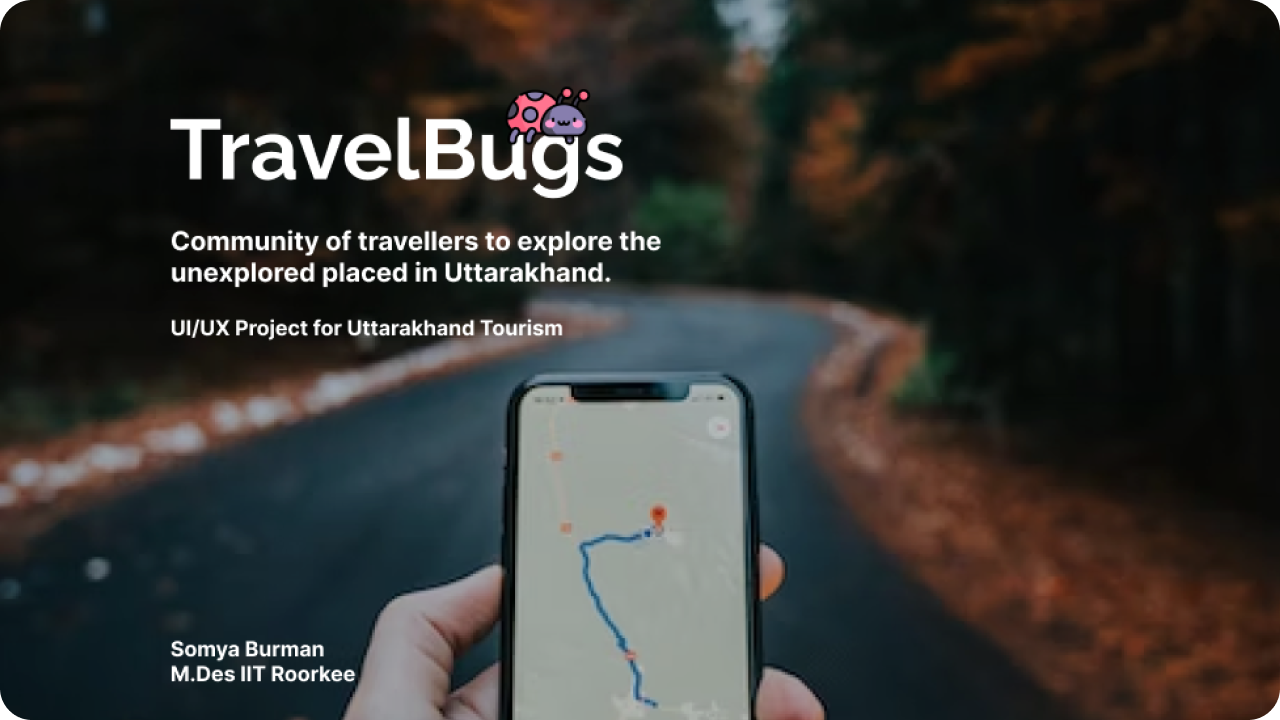 TravelBugs
Community of travellers to explore the
unexplored placed in Uttarakhand.
UI/UX Project for Uttarakhand Tourism
Somya Burman
M.Des IIT Roorkee